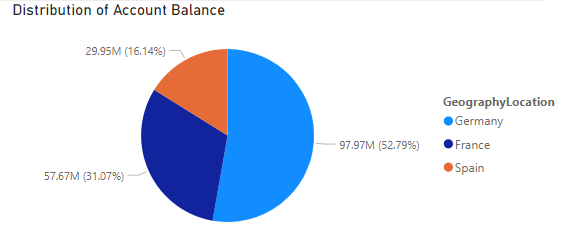 Distribution of Account Balance
29.95M (16.14%)
57.67M (31.07%)
97.97M (52.79%)
GeographyLocation
Germany
France
Spain